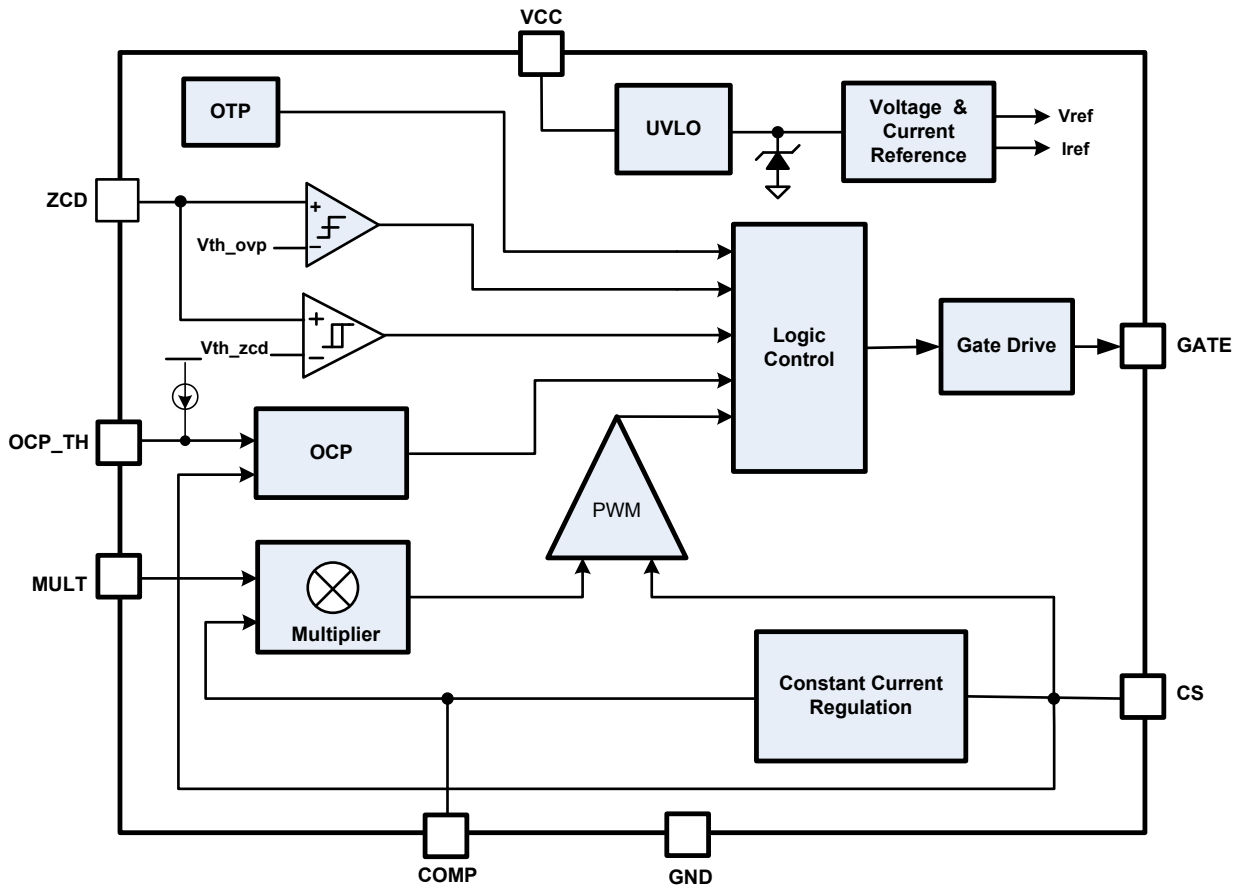 VCC
OTP
UVLO
Voltage &
Current
Reference
Vref
Iref
ZCD
+
Vth_ovp
−
+
Vth_zcd
−
Logic
Control
Gate Drive
GATE
OCP_TH
OCP
PWM
MULT
Multiplier
Constant Current
Regulation
CS
COMP
GND